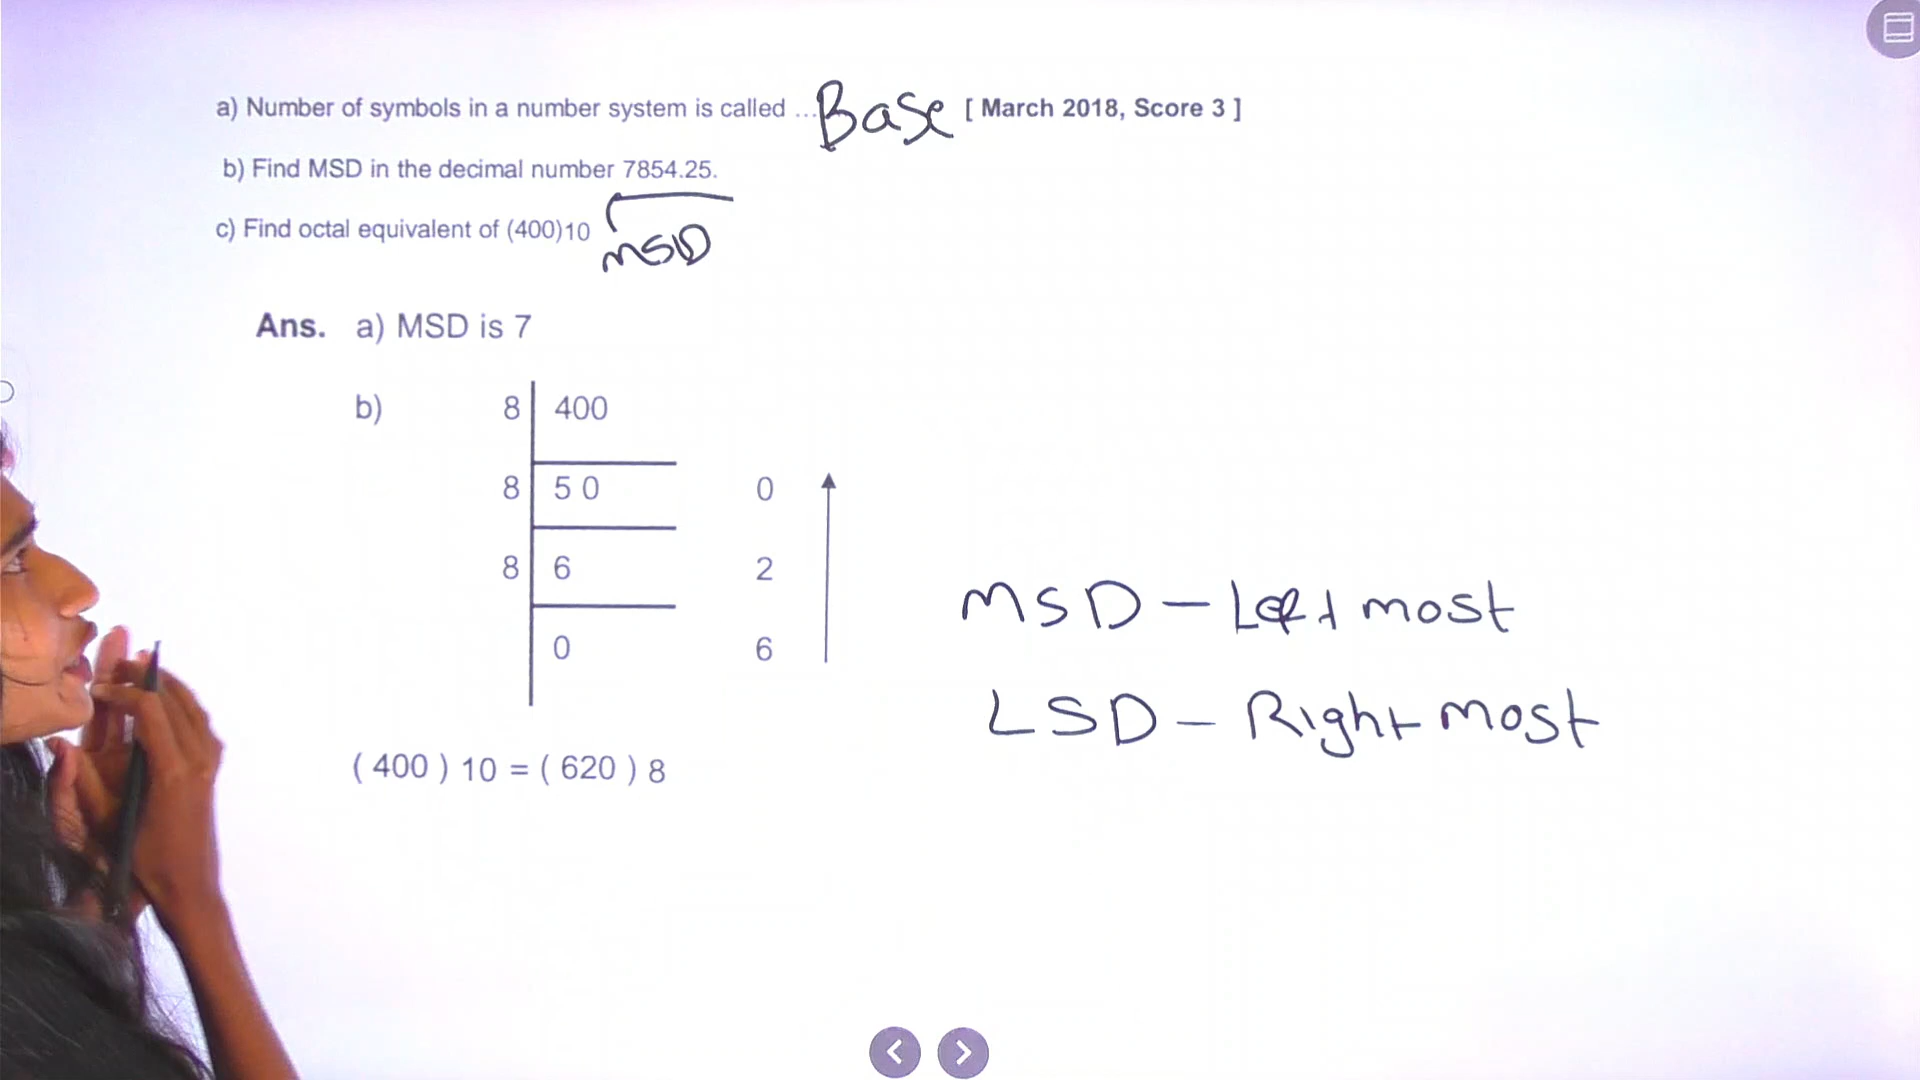 a) Number of symbols in a number system is called ... Base [ March 2018, Score 3 ]
b) Find MSD in the decimal number 7854.25.
c) Find octal equivalent of (400)10
MSD
Ans. a) MSD is 7
b) 8 400
8 5 0 0
8 6 2
0 6
MSD – Left most
LSD – Right most
( 400 ) 10 = ( 620 ) 8